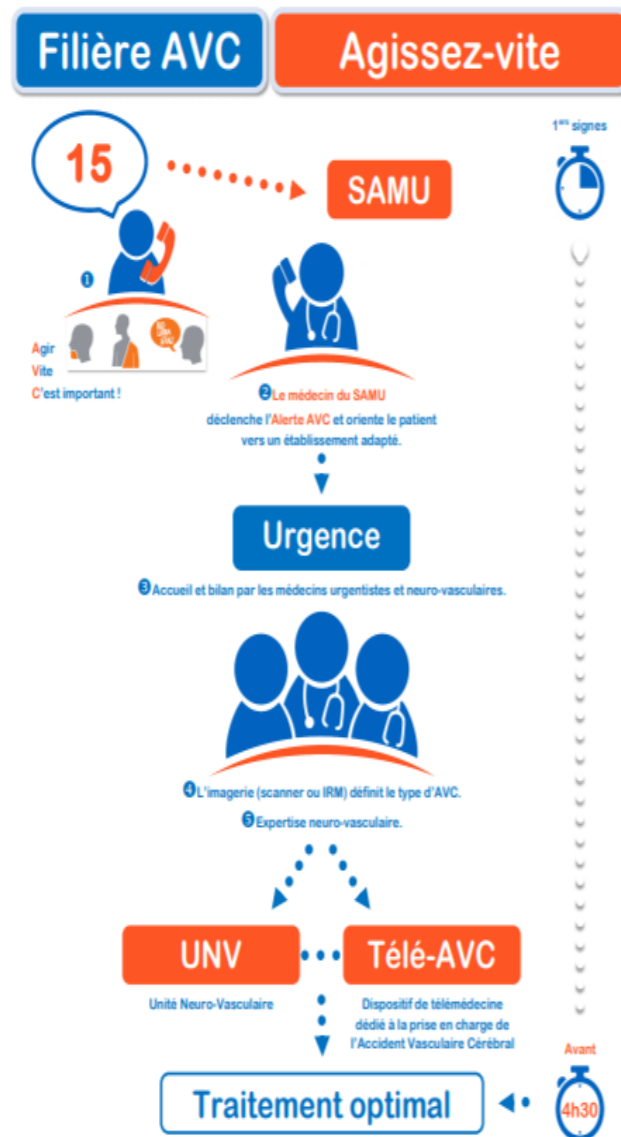 Filière AVC
Agissez-vite
1ers signes
15
SAMU
❶
Agir
Vite
C'est important !
❷Le médecin du SAMU
déclenche l'Alerte AVC et oriente le patient
vers un établissement adapté.
Urgence
❸Accueil et bilan par les médecins urgentistes et neuro-vasculaires.
❹L'imagerie (scanner ou IRM) définit le type d'AVC.
❺Expertise neuro-vasculaire.
UNV
Télé-AVC
Unité Neuro-Vasculaire
Dispositif de télémédecine
dédié à la prise en charge de
l'Accident Vasculaire Cérébral
Avant
4h30
Traitement optimal